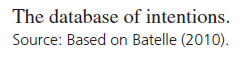 The database of intentions.
Source: Based on Batelle (2010).